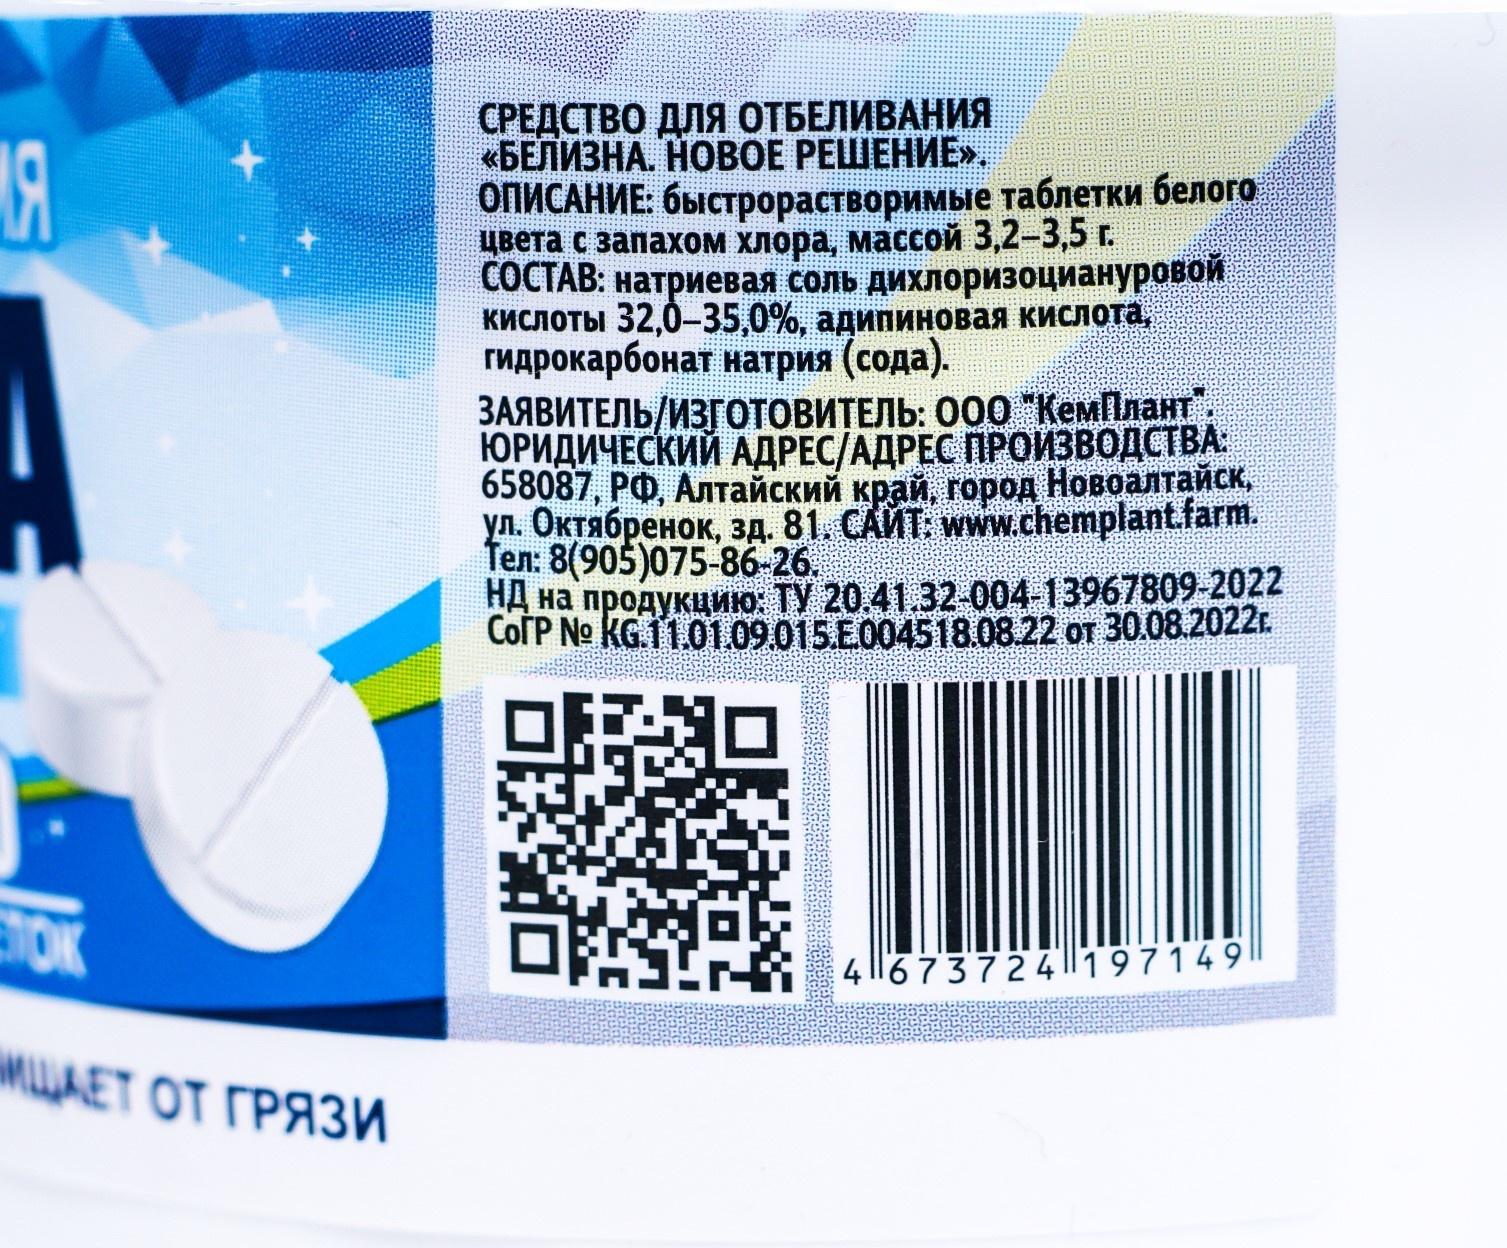 СРЕДСТВО ДЛЯ ОТБЕЛИВАНИЯ
«БЕЛИЗНА. НОВОЕ РЕШЕНИЕ».
ОПИСАНИЕ: быстрорастворимые таблетки белого
цвета с запахом хлора, массой 3,2–3,5 г.
СОСТАВ: натриевая соль дихлоризоциануровой
кислоты 32,0–35,0%, адипиновая кислота,
гидрокарбонат натрия (сода).
ЗАЯВИТЕЛЬ/ИЗГОТОВИТЕЛЬ: ООО "КемПлант".
ЮРИДИЧЕСКИЙ АДРЕС/АДРЕС ПРОИЗВОДСТВА:
658087, РФ, Алтайский край, город Новоалтайск,
ул. Октябренок, зд. 81. САЙТ: www.chemplant.farm.
Тел: 8(905)075-86-26.
НД на продукцию: ТУ 20.41.32-004-13967809-2022
СоГР № KG.11.01.09.015.E.004518.08.22 от 30.08.2022г.
4 673724 197149
ОТ ГРЯЗИ